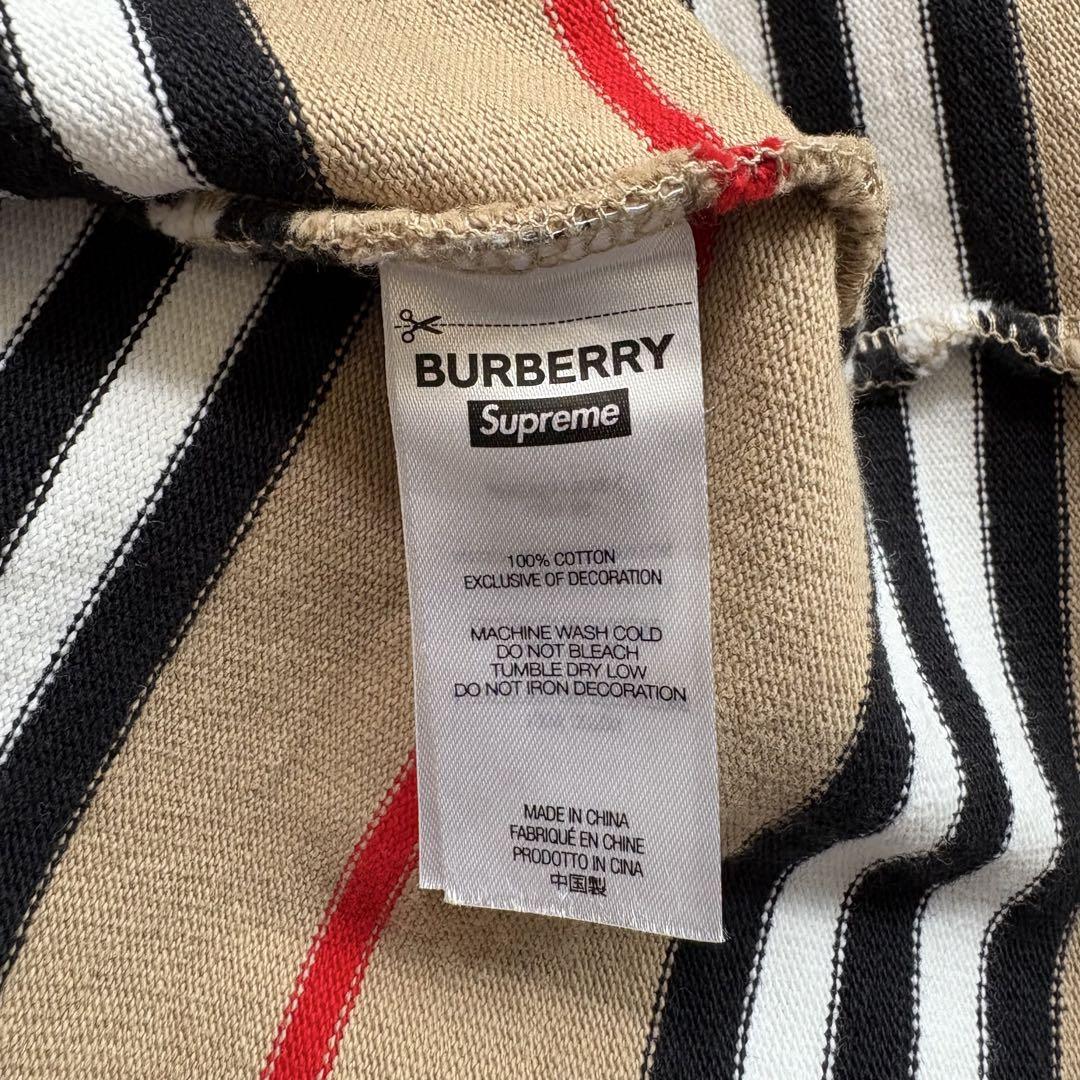 BURBERRY
Supreme
100% COTTON
EXCLUSIVE OF DECORATION
MACHINE WASH COLD
DO NOT BLEACH
TUMBLE DRY LOW
DO NOT IRON DECORATION
MADE IN CHINA
FABRIQUÉ EN CHINE
PRODOTTO IN CINA
中国製